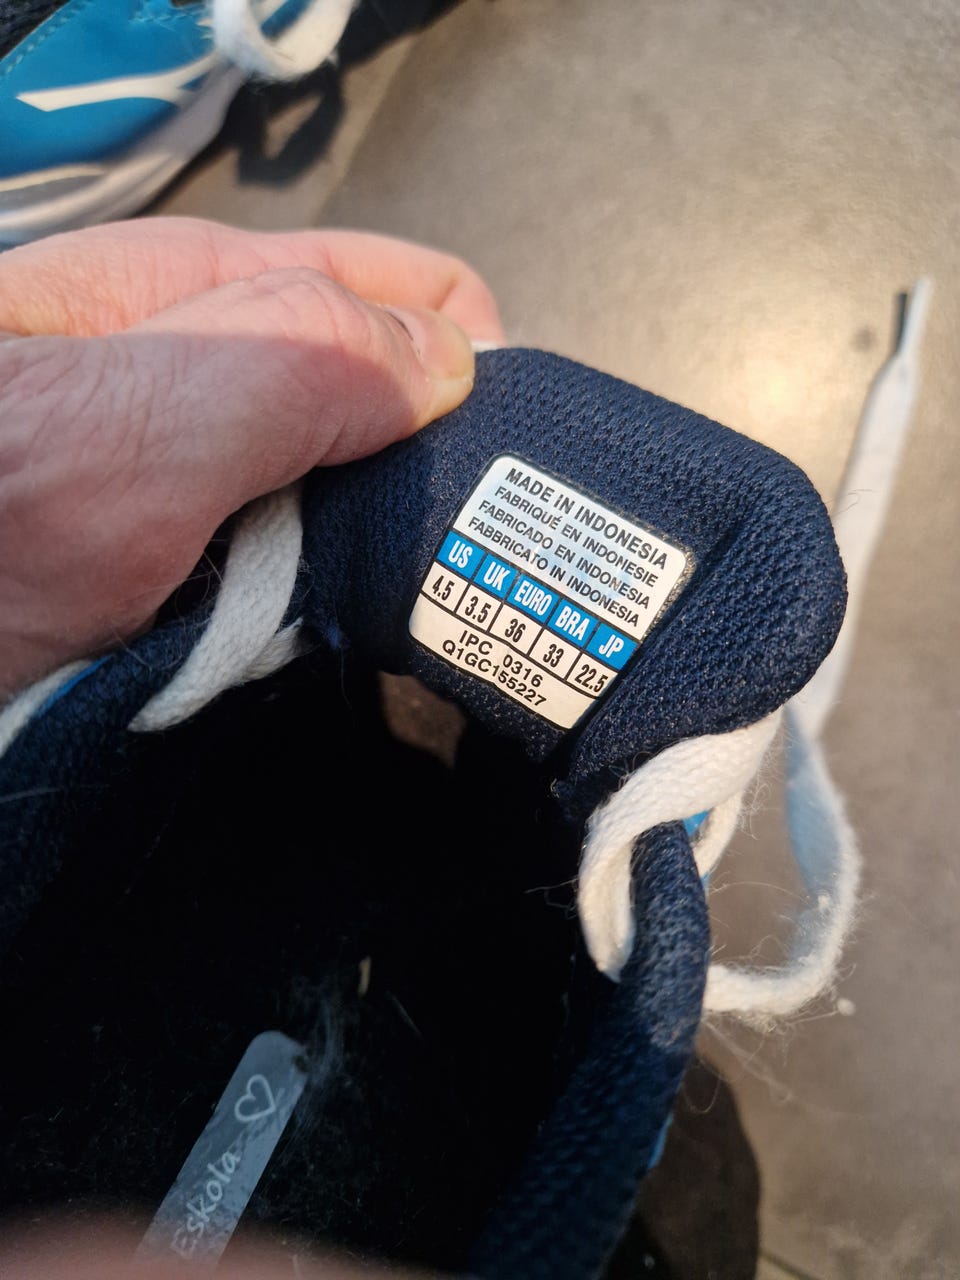 MADE IN INDONESIA
FABRIQUÉ EN INDONESIE
FABRICADO EN INDONESIA
FABBRICATO IN INDONESIA
US UK EURO BRA JP
4.5 3.5 36 33 22.5
IPC 0316
Q1GC155227
Eskola ♡